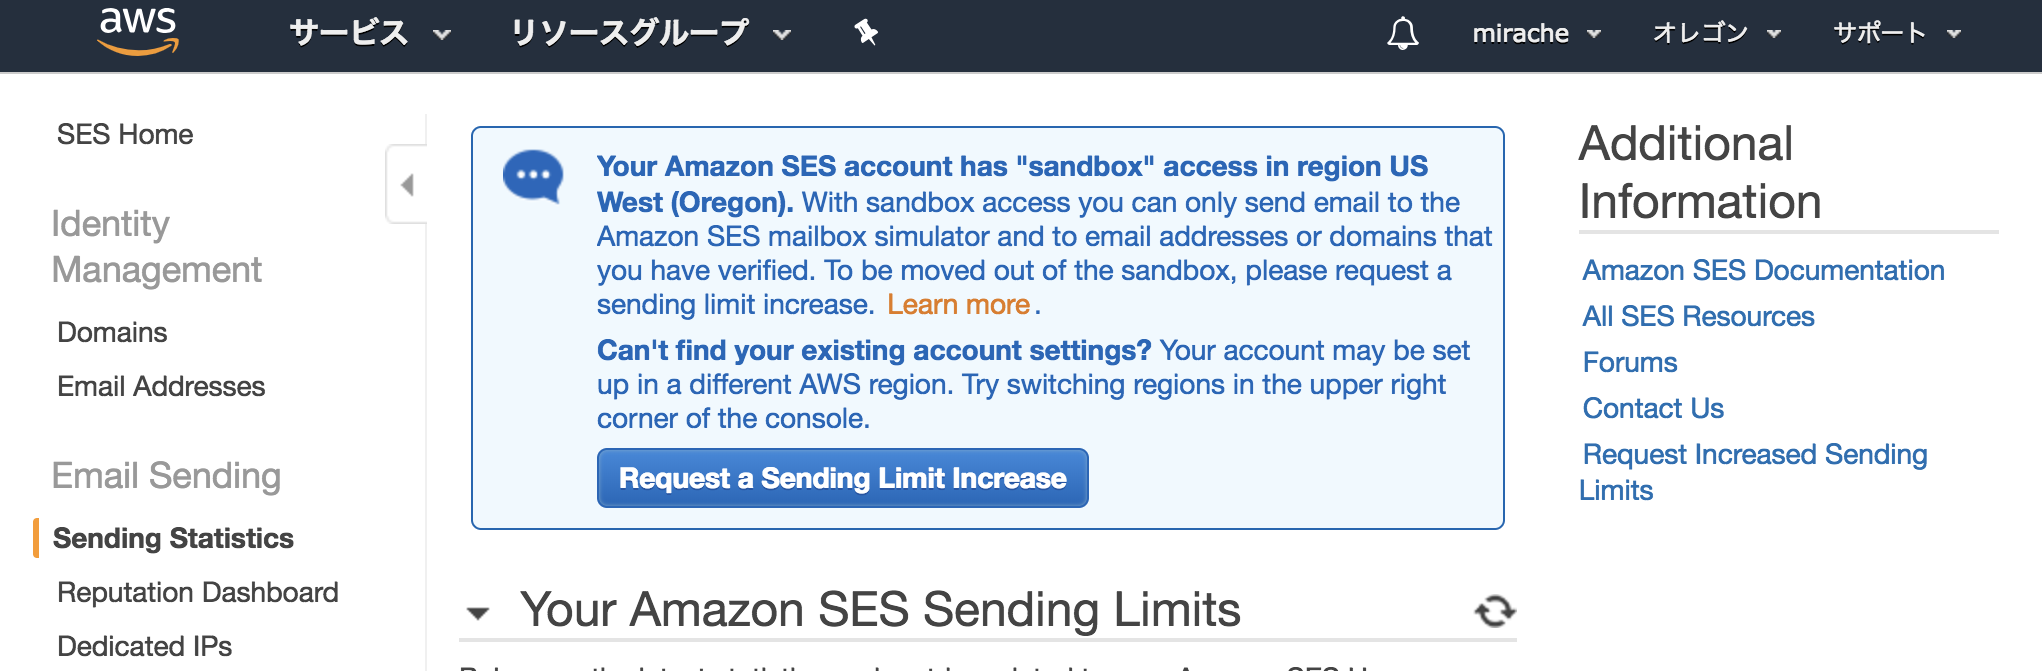 aws
サービス
リソースグループ
mirache
オレゴン
サポート
SES Home
Identity
Management
Domains
Email Addresses
Email Sending
Sending Statistics
Reputation Dashboard
Dedicated IPs
Your Amazon SES account has "sandbox" access in region US
West (Oregon). With sandbox access you can only send email to the
Amazon SES mailbox simulator and to email addresses or domains that
you have verified. To be moved out of the sandbox, please request a
sending limit increase. Learn more .
Can't find your existing account settings? Your account may be set
up in a different AWS region. Try switching regions in the upper right
corner of the console.
Request a Sending Limit Increase
Your Amazon SES Sending Limits
Additional
Information
Amazon SES Documentation
All SES Resources
Forums
Contact Us
Request Increased Sending
Limits